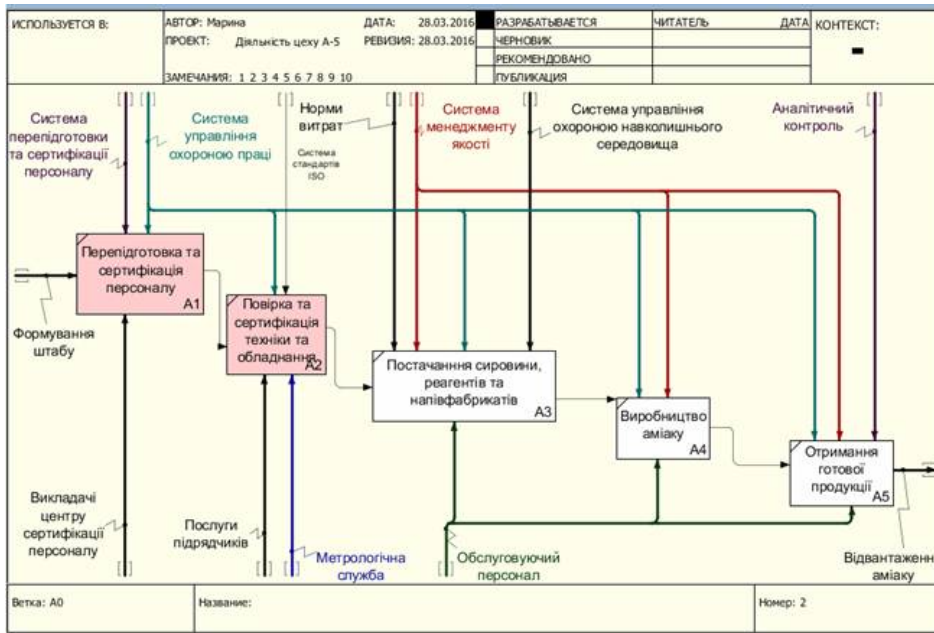 ИСПОЛЬЗУЕТСЯ В:
АВТОР: Марина
ДАТА: 28.03.2016
РАЗРАБАТЫВАЕТСЯ
ЧИТАТЕЛЬ
ДАТА
КОНТЕКСТ:
ПРОЕКТ: Діяльність цеху А-5
РЕВИЗИЯ: 28.03.2016
ЧЕРНОВИК
РЕКОМЕНДОВАНО
ЗАМЕЧАНИЯ: 1 2 3 4 5 6 7 8 9 10
ПУБЛИКАЦИЯ
Система
перепідготовки
та сертифікації
персоналу
Система
управління
охороною праці
Норми
витрат
Система
стандартів
ISO
Система
менеджменту
якості
Система управління
охороною навколишнього
середовища
Аналітичний
контроль
Перепідготовка та
сертифікація
персоналу
A1
Формування
штабу
Повірка та
сертифікація
техніки та
обладнання
A2
Постачанння сировини,
реагентів та
напівфабрикатів
A3
Виробництво
аміаку
A4
Отримання
готової
продукції
A5
Викладачі
центру
сертифікації
персоналу
Послуги
підрядчиків
Метрологічна
служба
Обслуговуючий
персонал
Відвантаженн
аміаку
Ветка: A0
Название:
Номер: 2